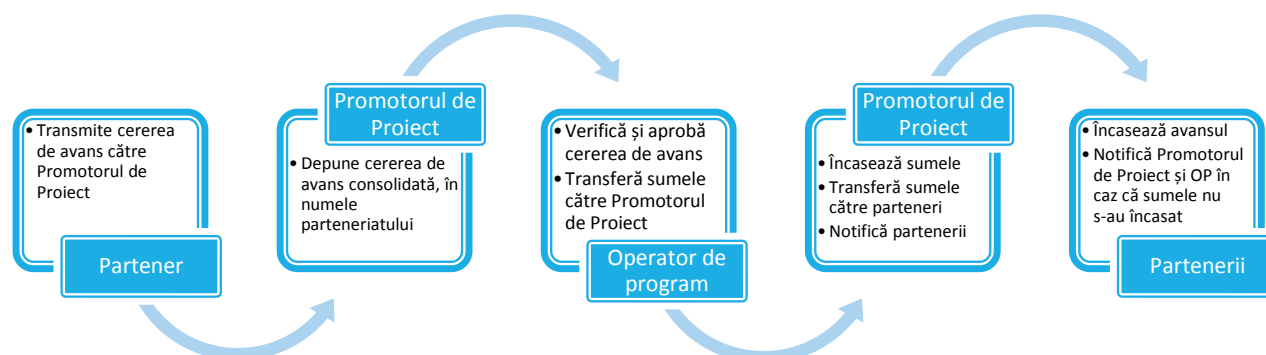 • Transmite cererea
de avans către
Promotorul de
Proiect
Partener
Promotorul de
Proiect
• Depune cererea de
avans consolidată, în
numele
parteneriatului
• Verifică și aprobă
cererea de avans
• Transferă sumele
către Promotorul
de Proiect
Operator de
program
Promotorul de
Proiect
• Încasează sumele
• Transferă sumele
către parteneri
• Notifică partenerii
• Încasează avansul
• Notifică Promotorul
de Proiect și OP în
caz că sumele nu
s-au încasat
Partenerii